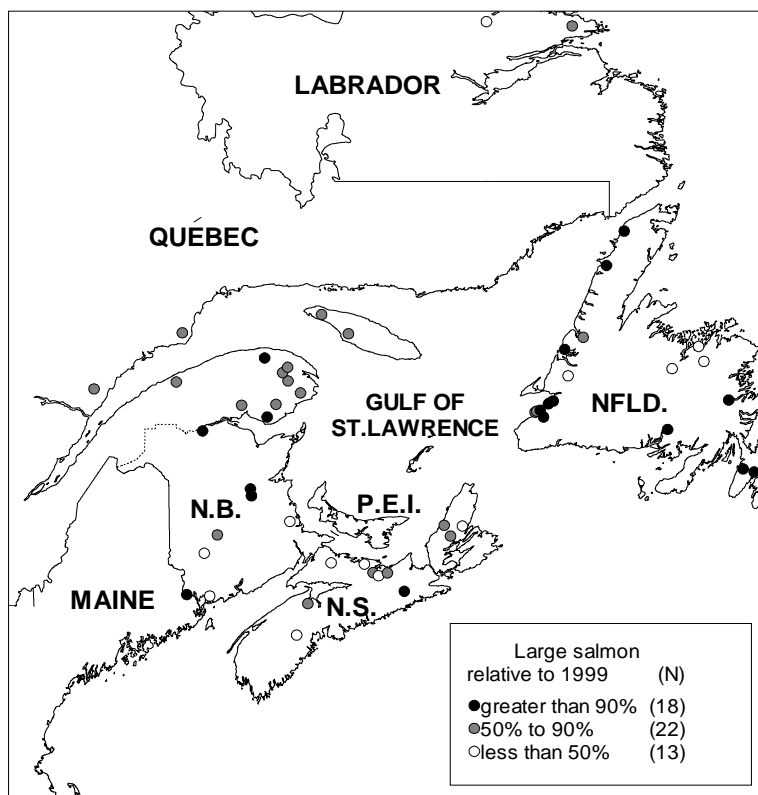 LABRADOR
QUÉBEC
GULF OF
ST.LAWRENCE
NFLD.
P.E.I.
N.B.
MAINE
N.S.
Large salmon
relative to 1999 (N)
greater than 90% (18)
50% to 90% (22)
less than 50% (13)